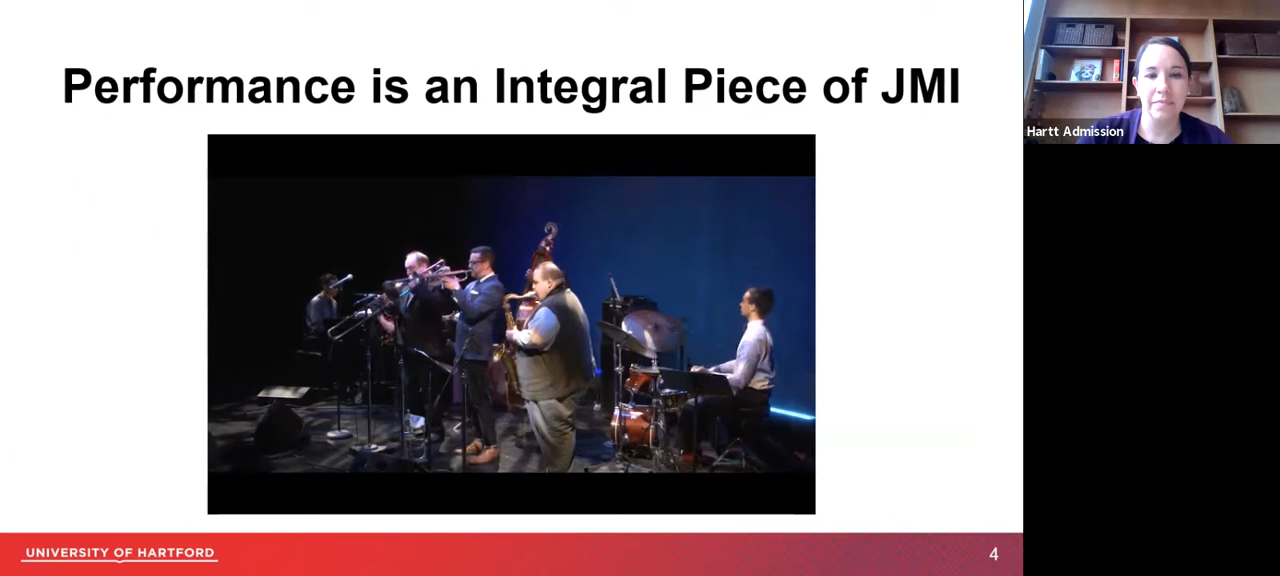 Performance is an Integral Piece of JMI
Hartt Admission
UNIVERSITY OF HARTFORD
4